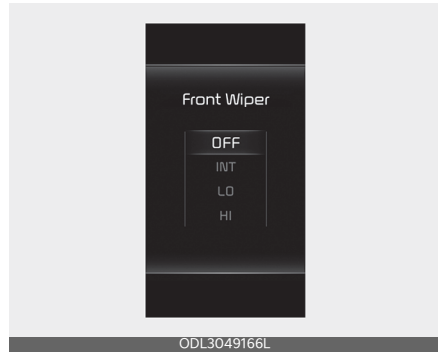 Front Wiper
OFF
INT
LO
HI
ODL3049166L